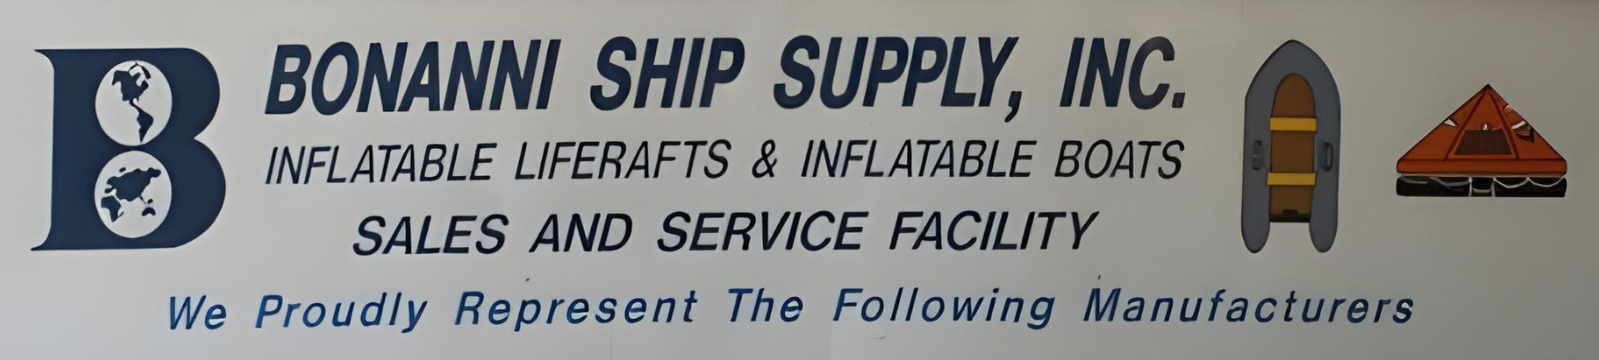 B
BONANNI SHIP SUPPLY, INC.
INFLATABLE LIFERAFTS & INFLATABLE BOATS
SALES AND SERVICE FACILITY
We Proudly Represent The Following Manufacturers